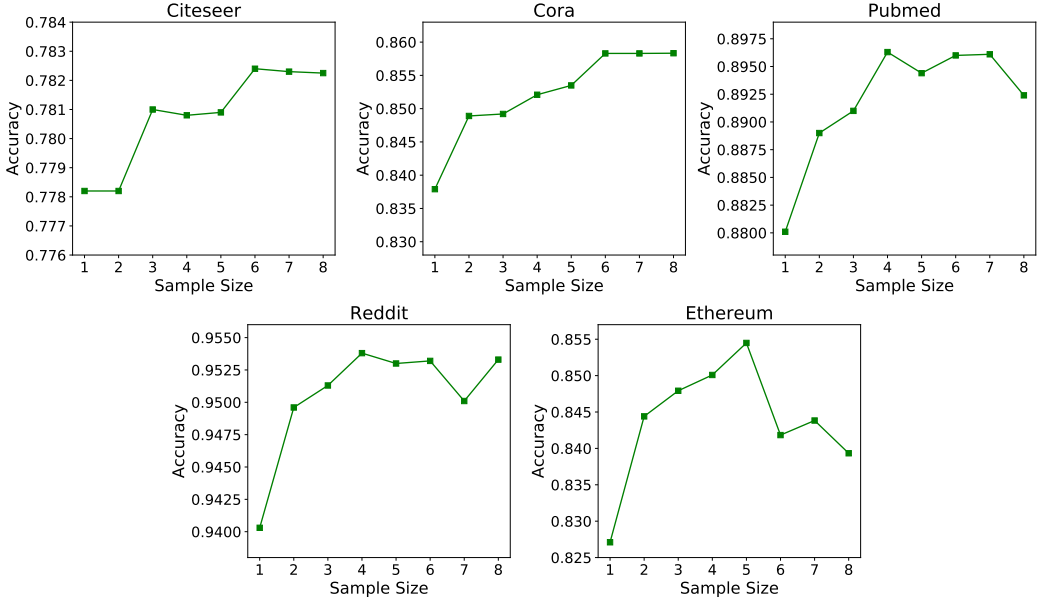 Citeseer
0.784
0.783
0.782
0.781
0.780
0.779
0.778
0.777
0.776
Accuracy
1 2 3 4 5 6 7 8
Sample Size
Cora
0.860
0.855
0.850
0.845
0.840
0.835
0.830
Accuracy
1 2 3 4 5 6 7 8
Sample Size
Pubmed
0.8975
0.8950
0.8925
0.8900
0.8875
0.8850
0.8825
0.8800
Accuracy
1 2 3 4 5 6 7 8
Sample Size
Reddit
0.9550
0.9525
0.9500
0.9475
0.9450
0.9425
0.9400
Accuracy
1 2 3 4 5 6 7 8
Sample Size
Ethereum
0.855
0.850
0.845
0.840
0.835
0.830
0.825
Accuracy
1 2 3 4 5 6 7 8
Sample Size